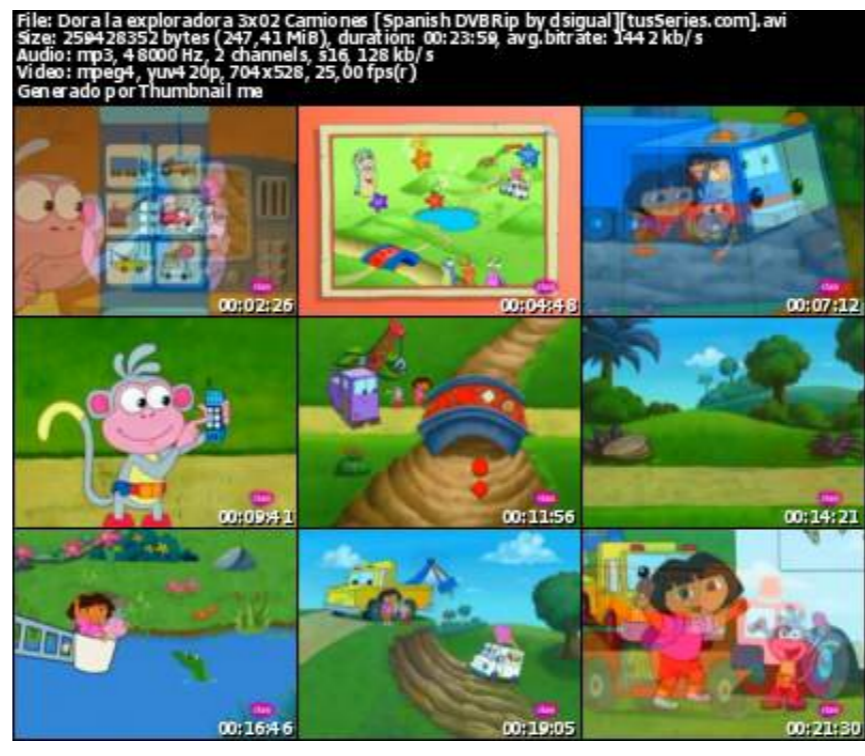 File: Dora la exploradora 3x02 Camiones [Spanish DVBRip by dsigual][tusSeries.com].avi
Size: 259428352 bytes (247,41 MiB), duration: 00:23:59, avg.bitrate: 1442 kb/s
Audio: mp3, 48000 Hz, 2 channels, s16, 128 kb/s
Video: mpeg4, yuv420p, 704x528, 25,00 fps(r)
Generado por Thumbnail me
00:02:26
00:04:48
00:07:12
00:09:41
00:11:56
00:14:21
00:16:46
00:19:05
00:21:30